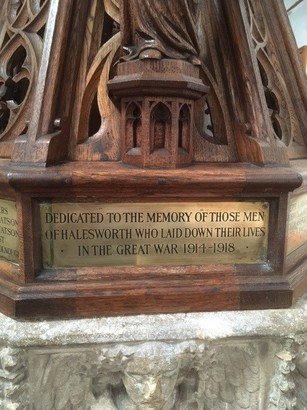 DEDICATED TO THE MEMORY OF THOSE MEN
OF HALESWORTH WHO LAID DOWN THEIR LIVES
IN THE GREAT WAR 1914-1918.